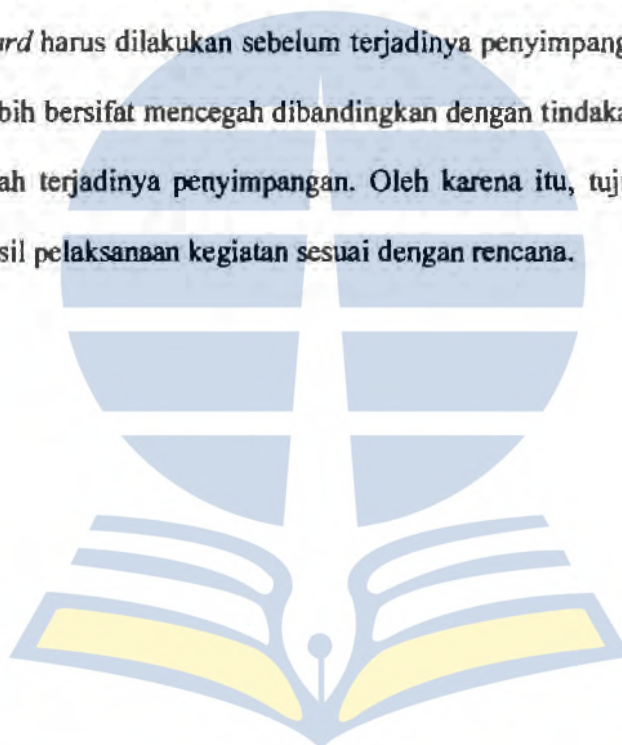 ard harus dilakukan sebelum terjadinya penyimpang
bih bersifat mencegah dibandingkan dengan tindaka
ah terjadinya penyimpangan. Oleh karena itu, tuj
sil pelaksanaan kegiatan sesuai dengan rencana.